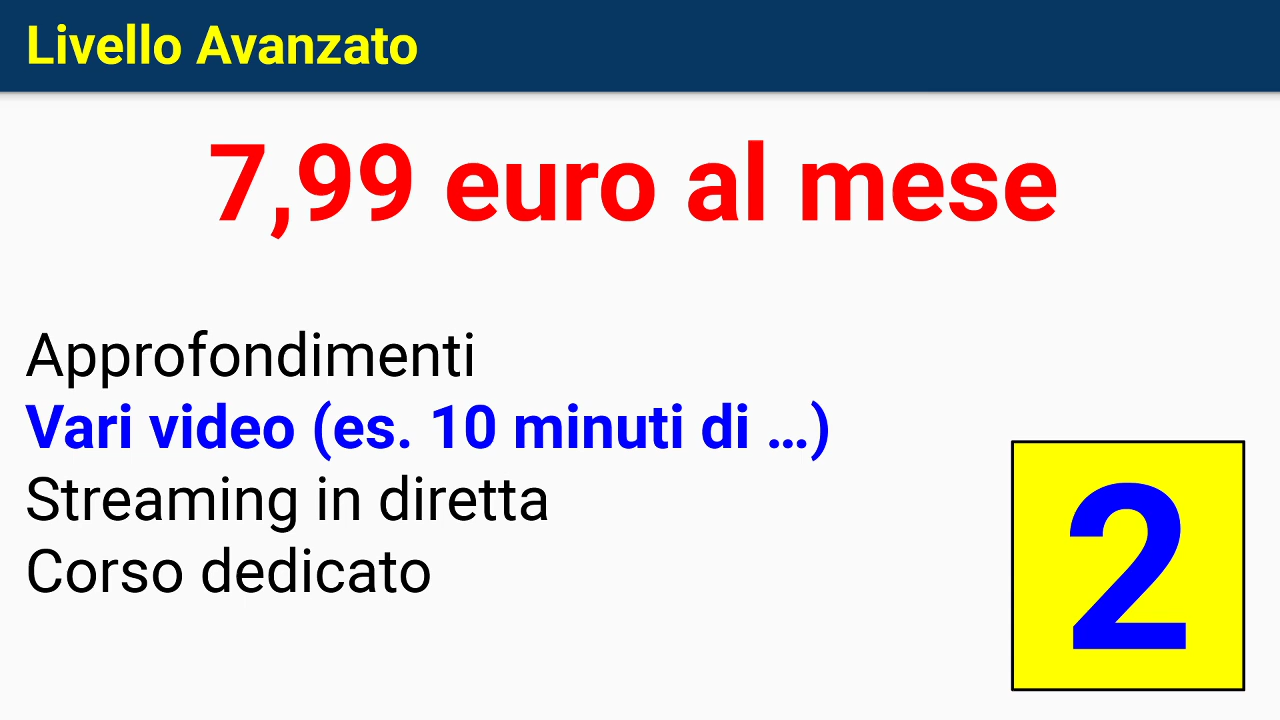 Livello Avanzato
7,99 euro al mese
Approfondimenti
Vari video (es. 10 minuti di …)
Streaming in diretta
Corso dedicato
2